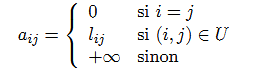 a_{ij} = { 0 si i = j
l_{ij} si (i, j) ∈ U
+∞ sinon